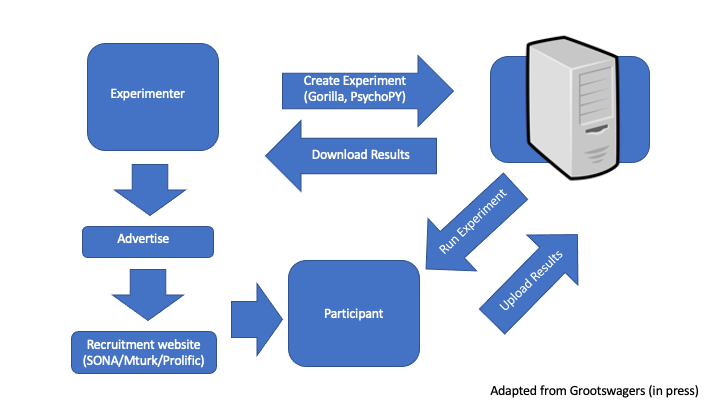 Experimenter
Create Experiment
(Gorilla, PsychoPY)
Download Results
Run Experiment
Upload Results
Advertise
Recruitment website
(SONA/Mturk/Prolific)
Participant
Adapted from Grootswagers (in press)